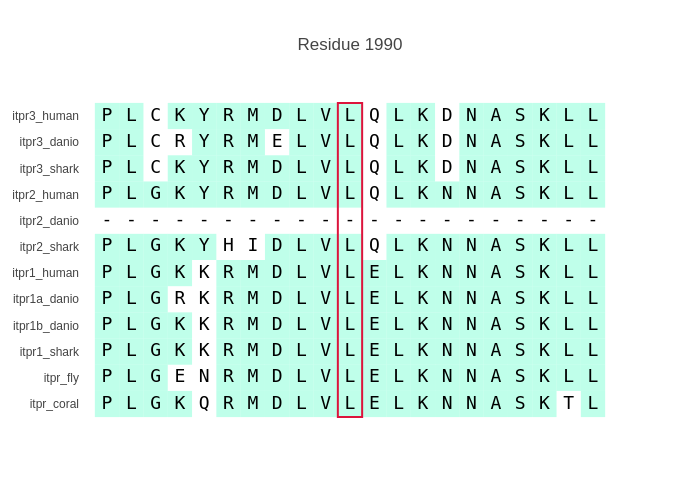 Residue 1990
itpr3_human P L C K Y R M D L V L Q L K D N A S K L L
itpr3_danio P L C R Y R M E L V L Q L K D N A S K L L
itpr3_shark P L C K Y R M D L V L Q L K D N A S K L L
itpr2_human P L G K Y R M D L V L Q L K N N A S K L L
itpr2_danio - - - - - - - - - - - - - - - - - - - - -
itpr2_shark P L G K Y H I D L V L Q L K N N A S K L L
itpr1_human P L G K K R M D L V L E L K N N A S K L L
itpr1a_danio P L G R K R M D L V L E L K N N A S K L L
itpr1b_danio P L G K K R M D L V L E L K N N A S K L L
itpr1_shark P L G K K R M D L V L E L K N N A S K L L
itpr_fly P L G E N R M D L V L E L K N N A S K L L
itpr_coral P L G K Q R M D L V L E L K N N A S K T L